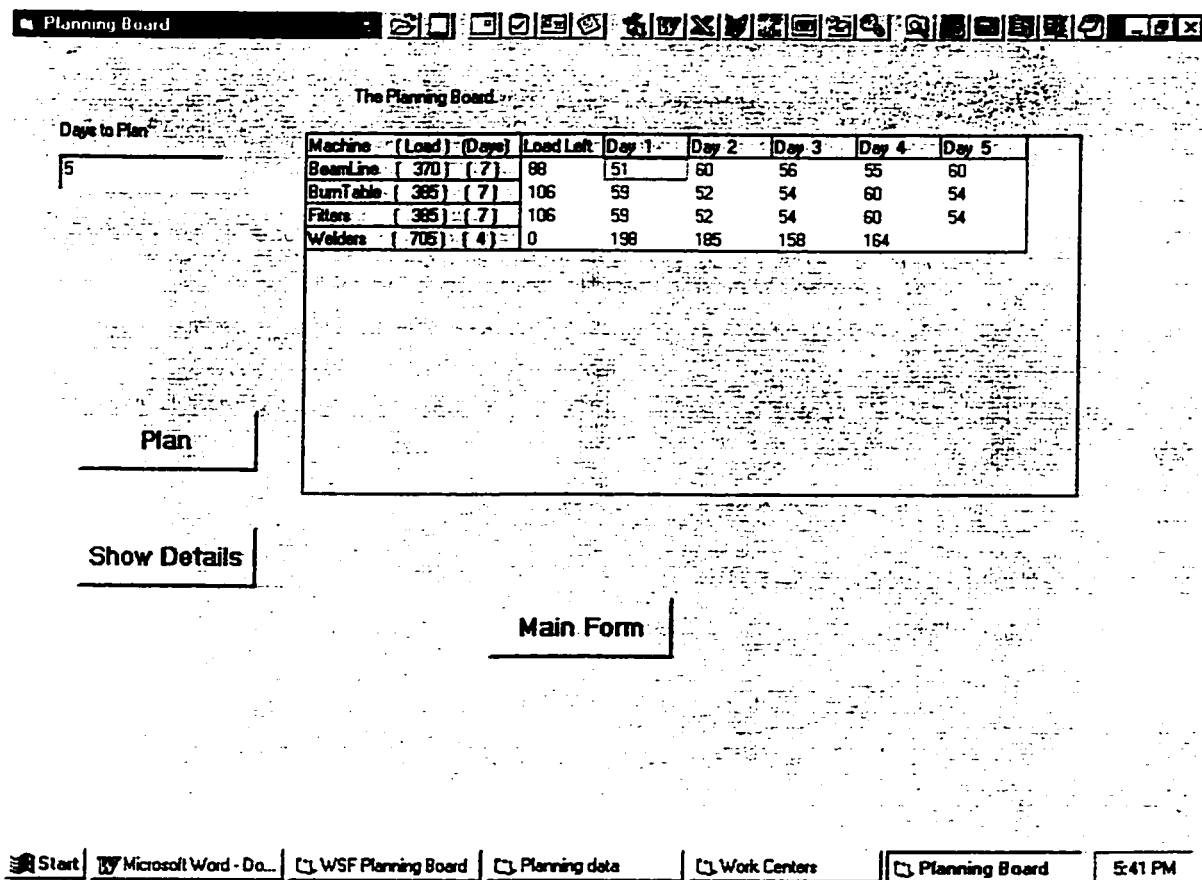 Planning Board
The Planning Board
Days to Plan
5
Machine [ Load ] [Days] Load Left Day 1 Day 2 Day 3 Day 4 Day 5
BeamLine [ 370 ] [ 7 ] 88 51 60 56 55 60
BurnTable [ 385 ] [ 7 ] 106 59 52 54 60 54
Fitters [ 385 ] [ 7 ] 106 59 52 54 60 54
Welders [ 705 ] [ 4 ] 0 198 185 158 164
Plan
Show Details
Main Form
Start Microsoft Word - Do... WSF Planning Board Planning data Work Centers Planning Board 5:41 PM